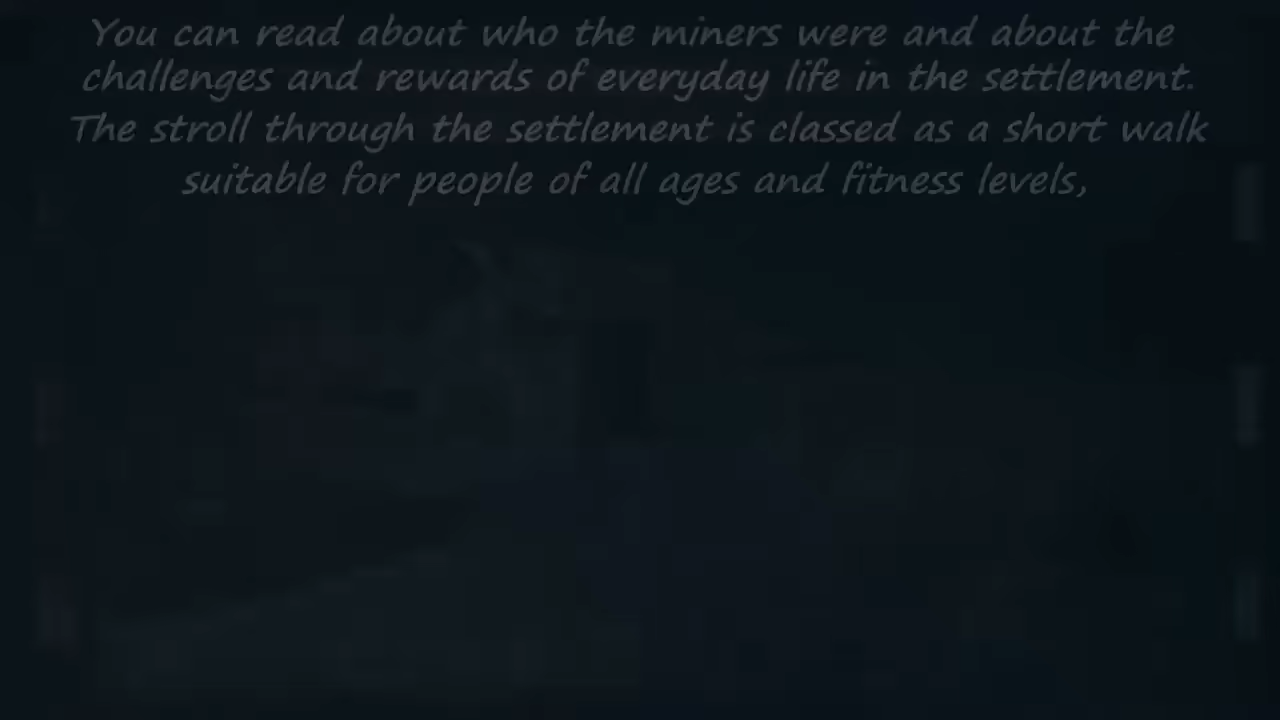 You can read about who the miners were and about the
challenges and rewards of everyday life in the settlement.
The stroll through the settlement is classed as a short walk
suitable for people of all ages and fitness levels,